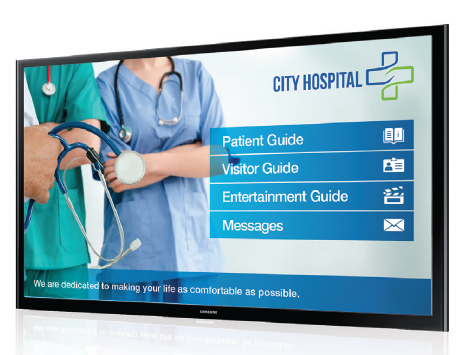 CITY HOSPITAL
Patient Guide
Visitor Guide
Entertainment Guide
Messages
We are dedicated to making your life as comfortable as possible.
SAMSUNG